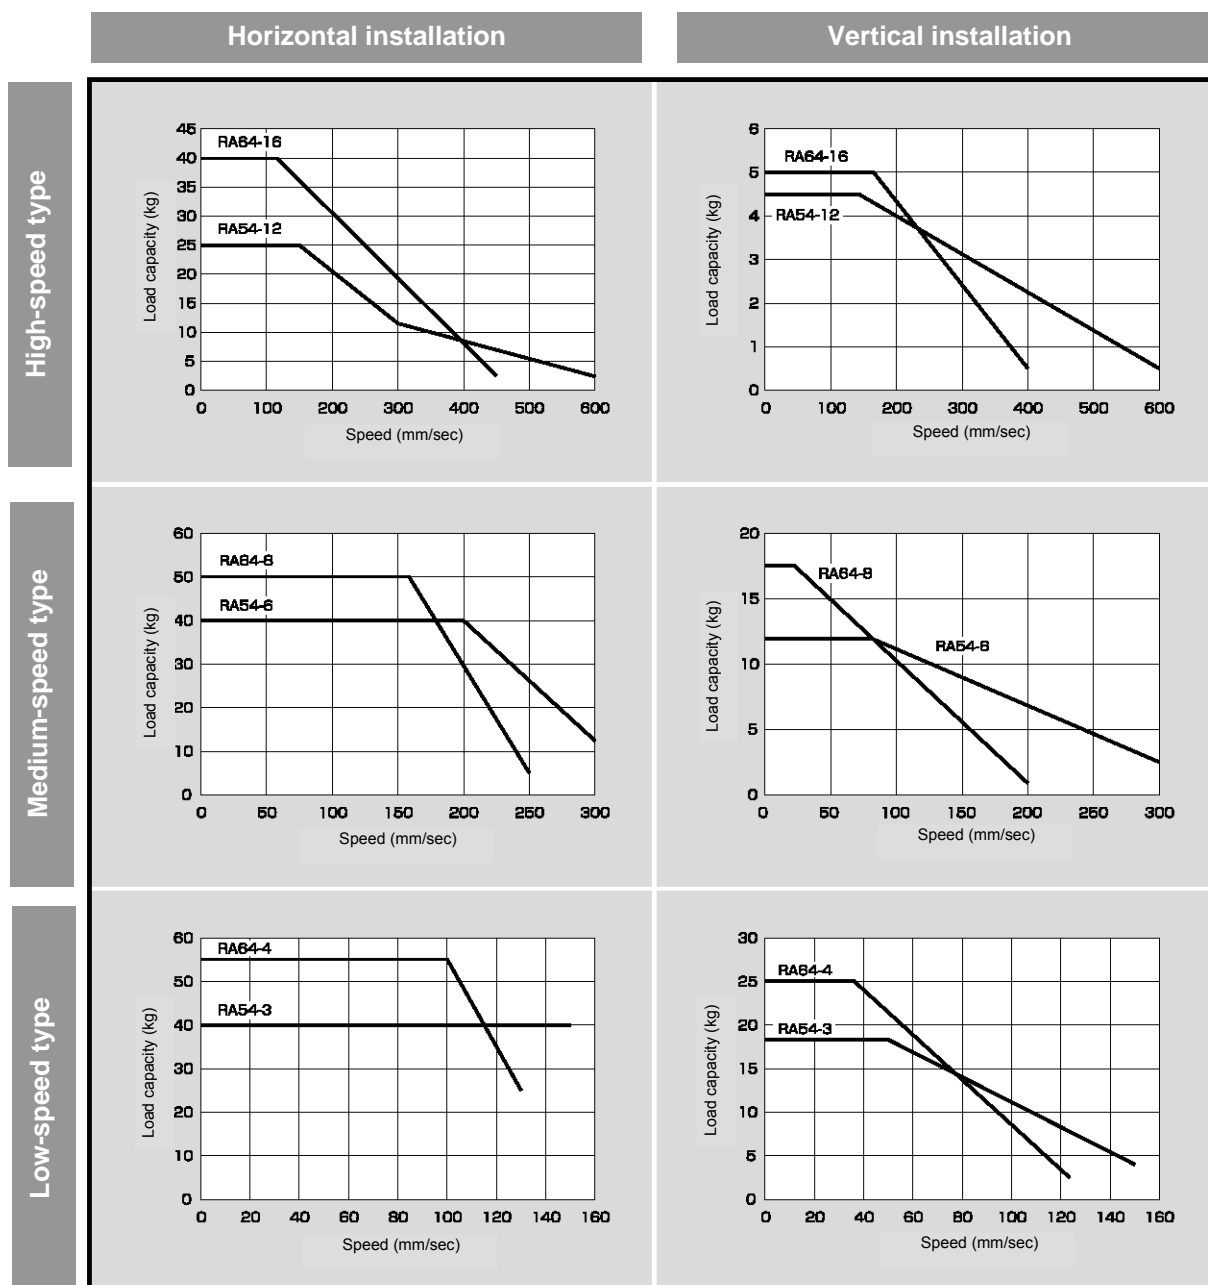 Horizontal installation
Vertical installation
High-speed type
Load capacity (kg)
45
40
35
30
25
20
15
10
5
0
RA64-16
RA54-12
0 100 200 300 400 500 600
Speed (mm/sec)
Load capacity (kg)
6
5
4
3
2
1
0
RA64-16
RA54-12
0 100 200 300 400 500 600
Speed (mm/sec)
Medium-speed type
Load capacity (kg)
60
50
40
30
20
10
0
RA64-8
RA54-6
0 50 100 150 200 250 300
Speed (mm/sec)
Load capacity (kg)
20
15
10
5
0
RA64-8
RA54-6
0 50 100 150 200 250 300
Speed (mm/sec)
Low-speed type
Load capacity (kg)
60
50
40
30
20
10
0
RA64-4
RA54-3
0 20 40 60 80 100 120 140 160
Speed (mm/sec)
Load capacity (kg)
30
25
20
15
10
5
0
RA64-4
RA54-3
0 20 40 60 80 100 120 140 160
Speed (mm/sec)